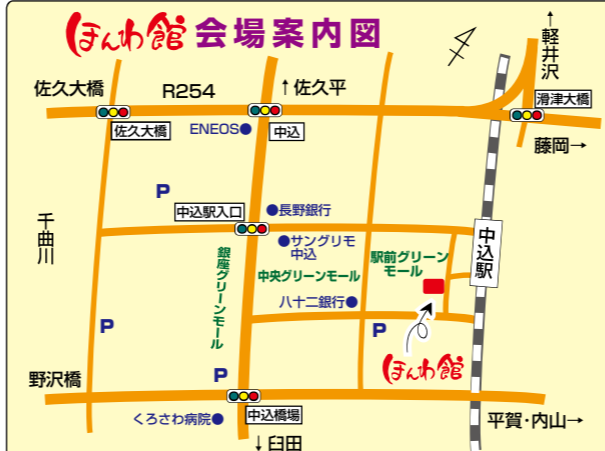 ほんわ館 会場案内図
↑軽井沢
佐久大橋
R254
↑佐久平
滑津大橋
佐久大橋
ENEOS
中込
藤岡→
P
千曲川
中込駅入口
長野銀行
サングリモ
中込
中込駅
銀座グリーンモール
中央グリーンモール
駅前グリーン
モール
八十二銀行
P
P
ほんわ館
野沢橋
P
くろさわ病院
中込橋場
平賀・内山→
↓臼田